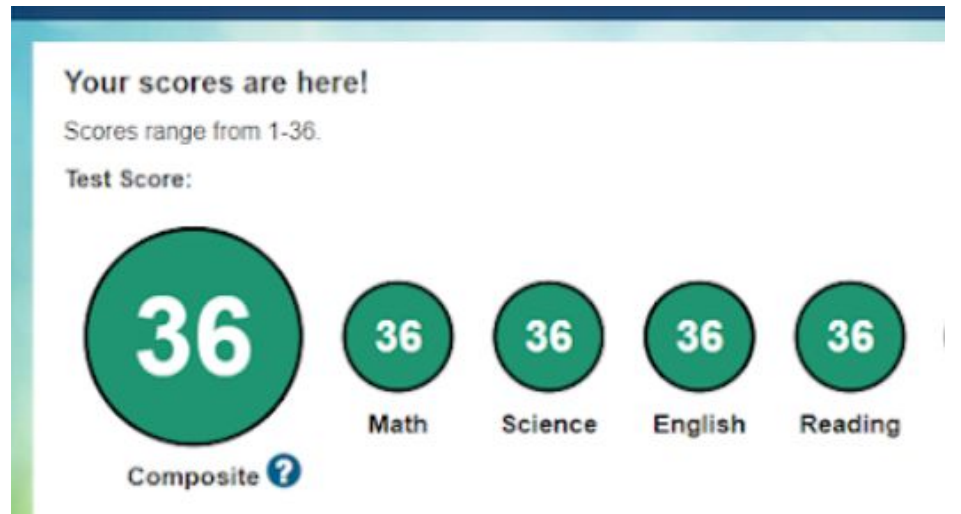 Your scores are here!
Scores range from 1-36.
Test Score:
36 36 36 36 36
Math Science English Reading
Composite ?